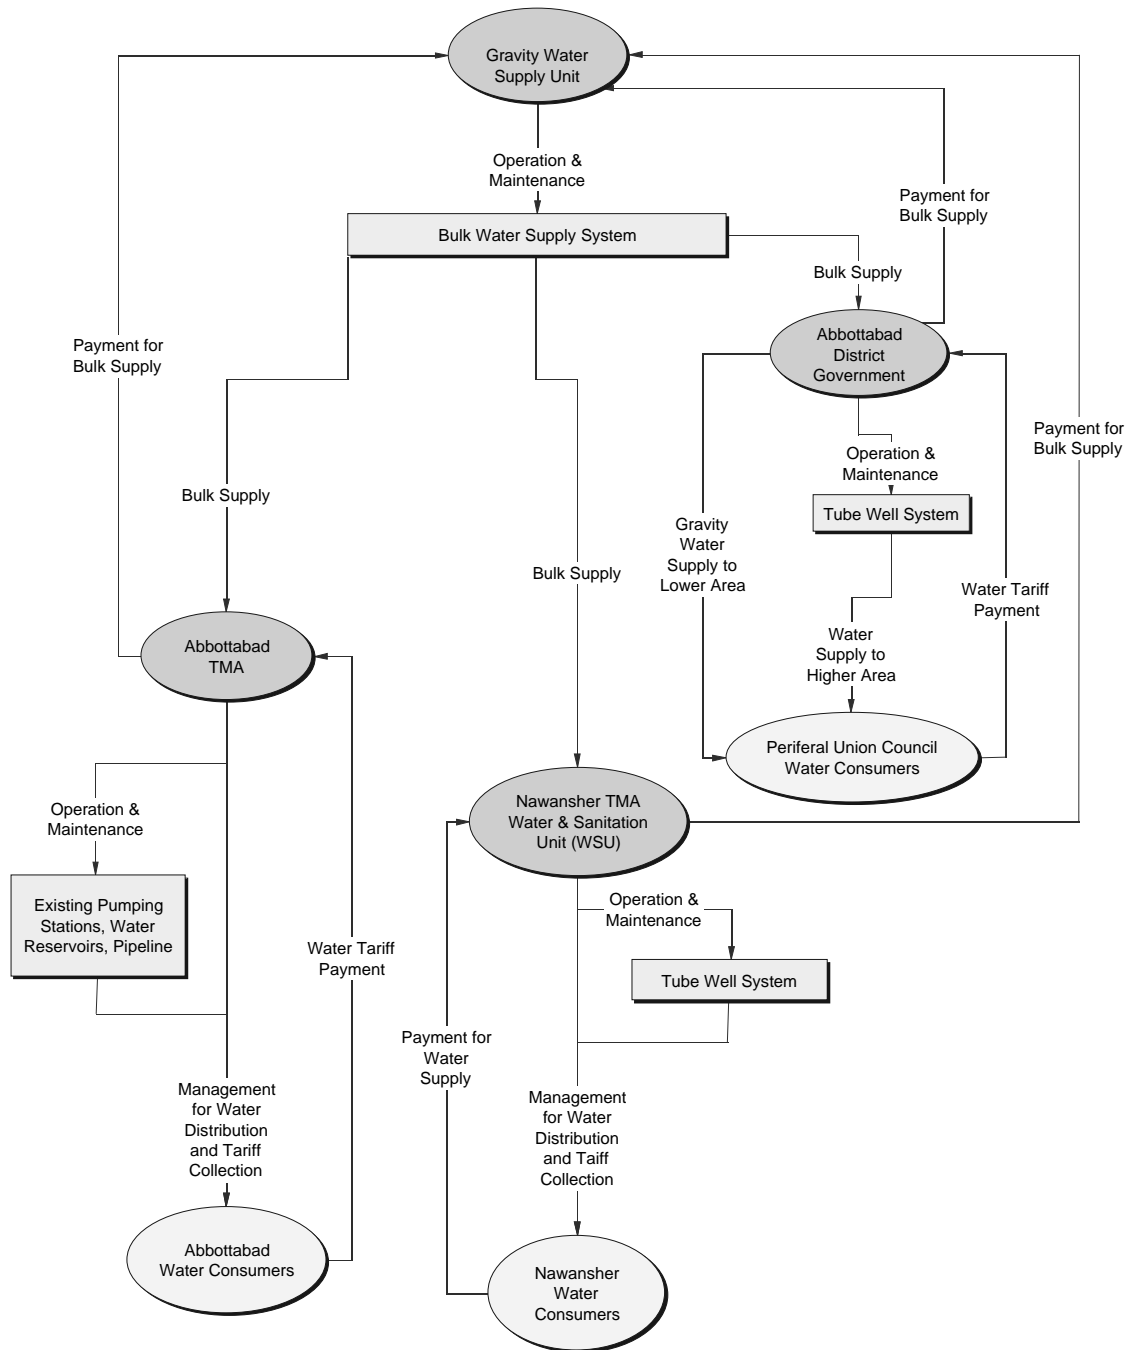 Gravity Water
Supply Unit
Operation &
Maintenance
Payment for
Bulk Supply
Bulk Water Supply System
Bulk Supply
Abbottabad
District
Government
Payment for
Bulk Supply
Payment for
Bulk Supply
Operation &
Maintenance
Bulk Supply
Tube Well System
Gravity
Water
Supply to
Lower Area
Bulk Supply
Water Tariff
Payment
Water
Supply to
Higher Area
Abbottabad
TMA
Periferal Union Council
Water Consumers
Nawansher TMA
Water & Sanitation
Unit (WSU)
Operation &
Maintenance
Existing Pumping
Stations, Water
Reservoirs, Pipeline
Operation &
Maintenance
Water Tariff
Payment
Tube Well System
Payment for
Water
Supply
Management
for Water
Distribution
and Tariff
Collection
Management
for Water
Distribution
and Taiff
Collection
Abbottabad
Water Consumers
Nawansher
Water
Consumers